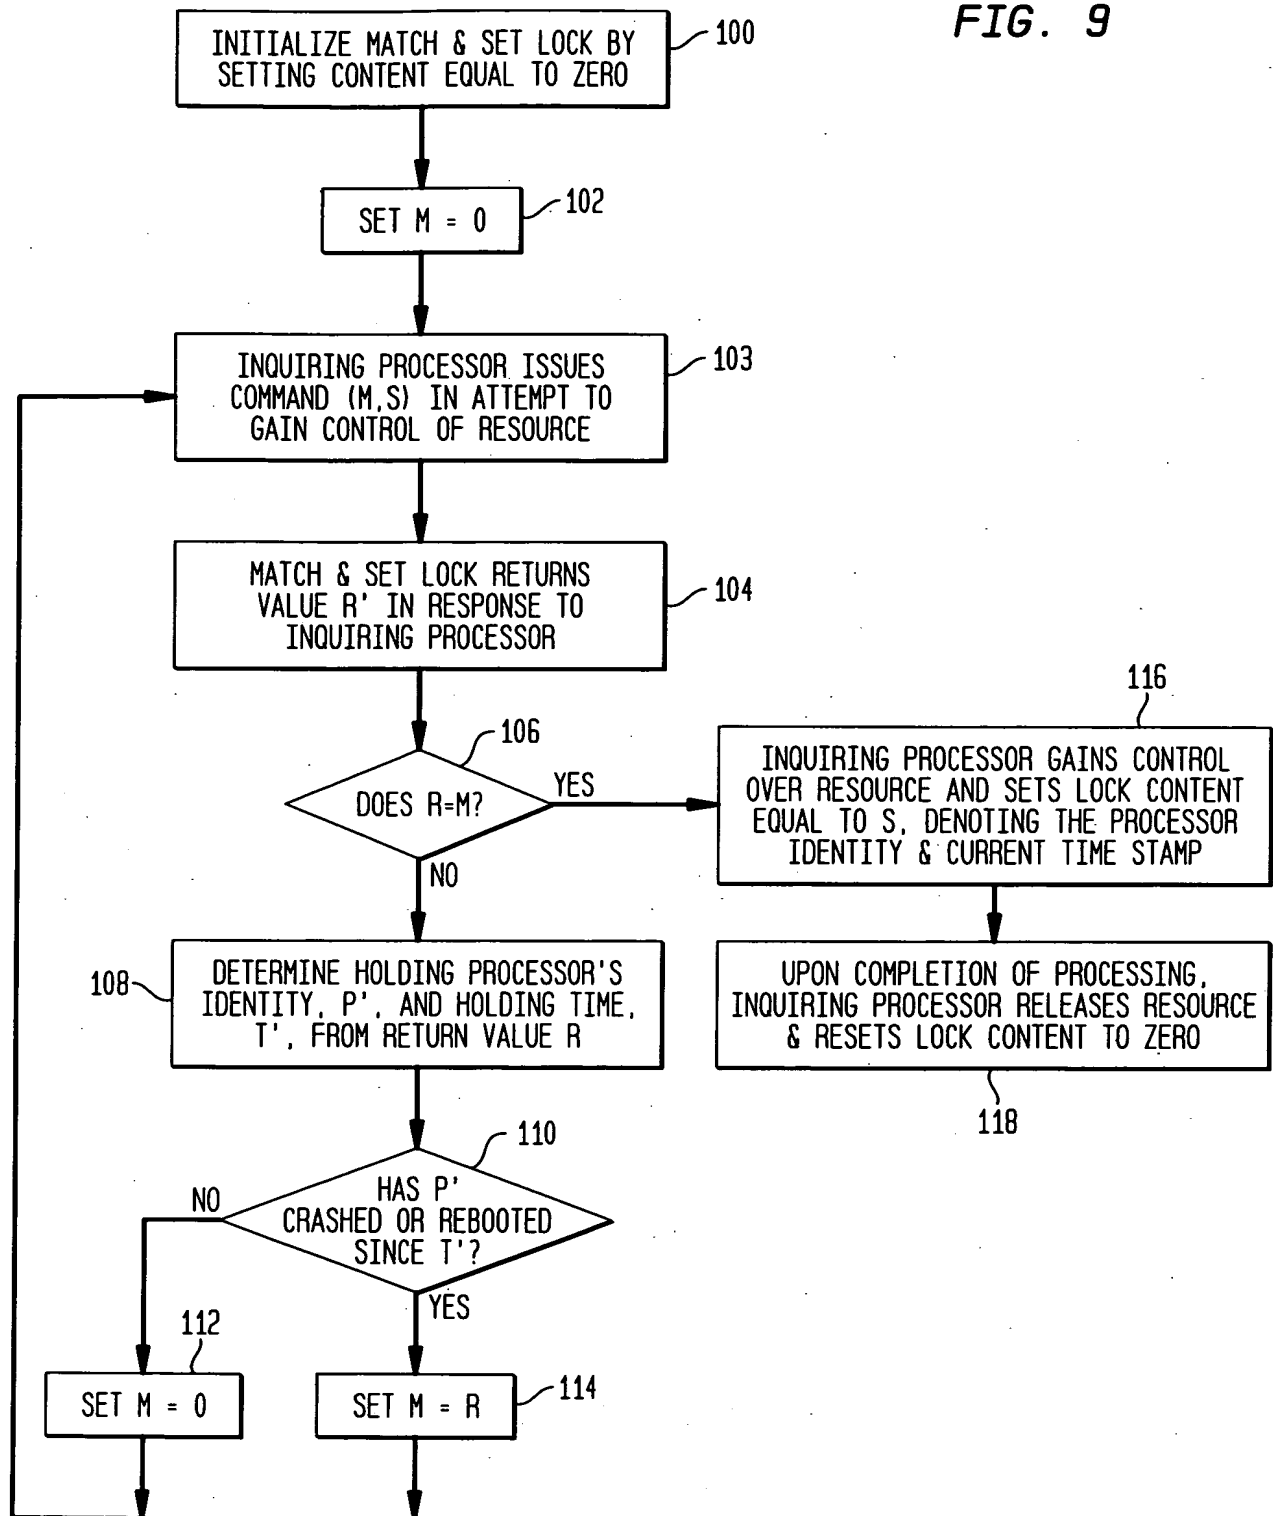 FIG. 9
INITIALIZE MATCH & SET LOCK BY
SETTING CONTENT EQUAL TO ZERO
100
SET M = 0
102
INQUIRING PROCESSOR ISSUES
COMMAND (M,S) IN ATTEMPT TO
GAIN CONTROL OF RESOURCE
103
MATCH & SET LOCK RETURNS
VALUE R' IN RESPONSE TO
INQUIRING PROCESSOR
104
106
DOES R=M?
YES
NO
116
INQUIRING PROCESSOR GAINS CONTROL
OVER RESOURCE AND SETS LOCK CONTENT
EQUAL TO S, DENOTING THE PROCESSOR
IDENTITY & CURRENT TIME STAMP
108
DETERMINE HOLDING PROCESSOR'S
IDENTITY, P', AND HOLDING TIME,
T', FROM RETURN VALUE R
UPON COMPLETION OF PROCESSING,
INQUIRING PROCESSOR RELEASES RESOURCE
& RESETS LOCK CONTENT TO ZERO
118
110
HAS P'
CRASHED OR REBOOTED
SINCE T'?
NO
YES
112
SET M = 0
SET M = R
114